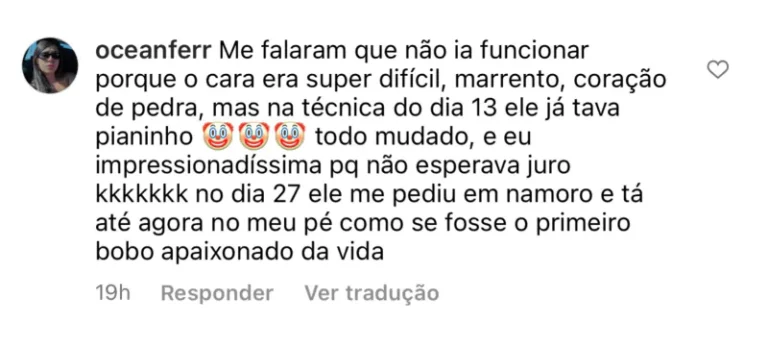 oceanferr Me falaram que não ia funcionar
porque o cara era super difícil, marrento, coração
de pedra, mas na técnica do dia 13 ele já tava
pianinho 🤡🤡🤡 todo mudado, e eu
impressionadíssima pq não esperava juro
kkkkkkk no dia 27 ele me pediu em namoro e tá
até agora no meu pé como se fosse o primeiro
bobo apaixonado da vida
19h Responder Ver tradução